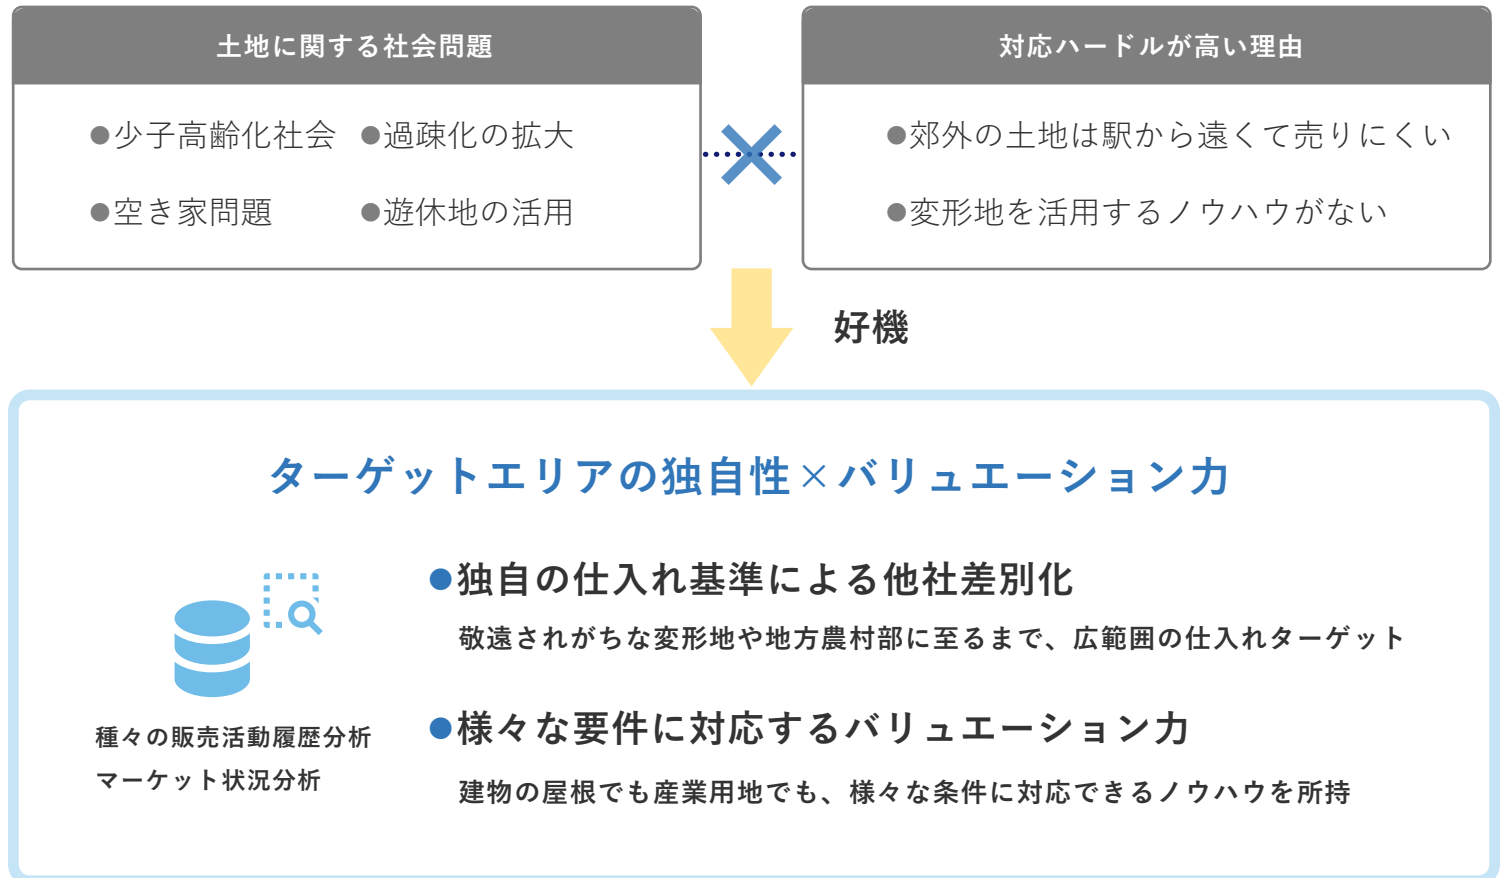 土地に関する社会問題
●少子高齢化社会 ●過疎化の拡大
●空き家問題 ●遊休地の活用
対応ハードルが高い理由
●郊外の土地は駅から遠くて売りにくい
●変形地を活用するノウハウがない
好機
ターゲットエリアの独自性×バリュエーション力
種々の販売活動履歴分析
マーケット状況分析
●独自の仕入れ基準による他社差別化
敬遠されがちな変形地や地方農村部に至るまで、広範囲の仕入れターゲット
●様々な要件に対応するバリュエーション力
建物の屋根でも産業用地でも、様々な条件に対応できるノウハウを所持